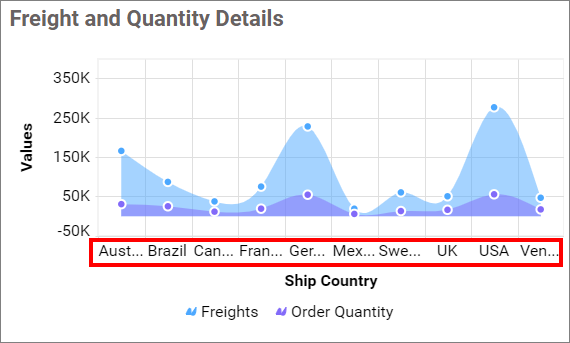 Freight and Quantity Details
350K
250K
150K
50K
-50K
Values
Aust... Brazil Can... Fran... Ger... Mex... Swe... UK USA Ven...
Ship Country
Freights Order Quantity